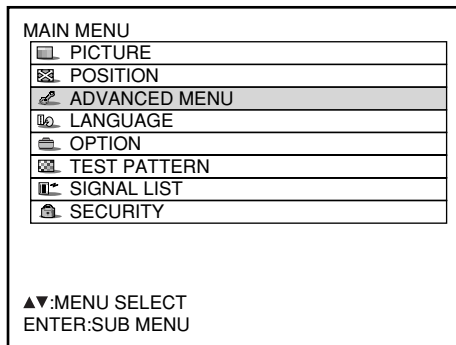 MAIN MENU
PICTURE
POSITION
ADVANCED MENU
LANGUAGE
OPTION
TEST PATTERN
SIGNAL LIST
SECURITY
▲▼:MENU SELECT
ENTER:SUB MENU